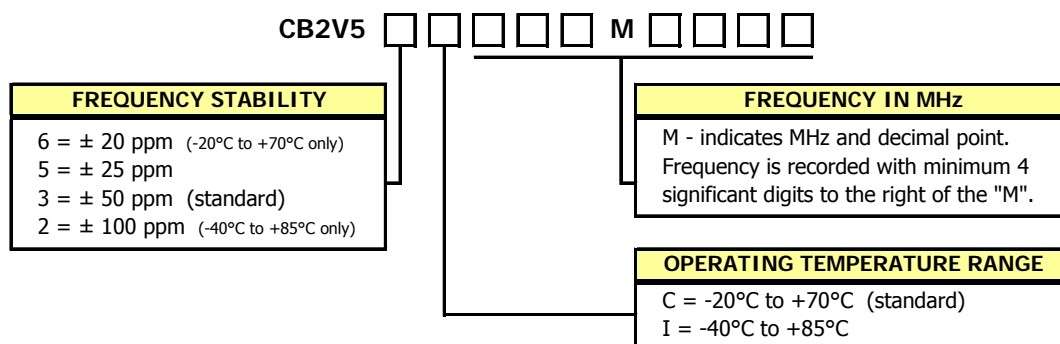 CB2V5 M
FREQUENCY STABILITY
6 = ± 20 ppm (-20°C to +70°C only)
5 = ± 25 ppm
3 = ± 50 ppm (standard)
2 = ± 100 ppm (-40°C to +85°C only)
FREQUENCY IN MHz
M - indicates MHz and decimal point.
Frequency is recorded with minimum 4
significant digits to the right of the "M".
OPERATING TEMPERATURE RANGE
C = -20°C to +70°C (standard)
I = -40°C to +85°C